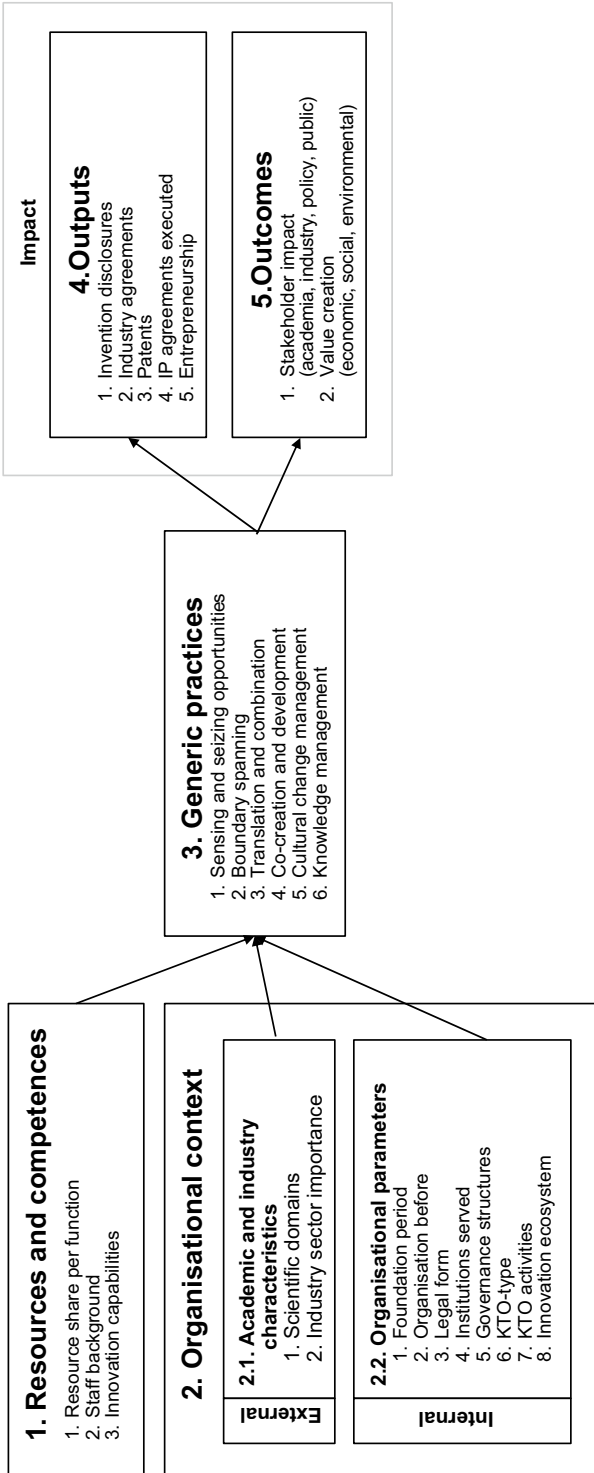 1. Resources and competences
1. Resource share per function
2. Staff background
3. Innovation capabilities
2. Organisational context
External
2.1. Academic and industry
characteristics
1. Scientific domains
2. Industry sector importance
Internal
2.2. Organisational parameters
1. Foundation period
2. Organisation before
3. Legal form
4. Institutions served
5. Governance structures
6. KTO-type
7. KTO activities
8. Innovation ecosystem
3. Generic practices
1. Sensing and seizing opportunities
2. Boundary spanning
3. Translation and combination
4. Co-creation and development
5. Cultural change management
6. Knowledge management
Impact
4.Outputs
1. Invention disclosures
2. Industry agreements
3. Patents
4. IP agreements executed
5. Entrepreneurship
5.Outcomes
1. Stakeholder impact
(academia, industry, policy, public)
2. Value creation
(economic, social, environmental)